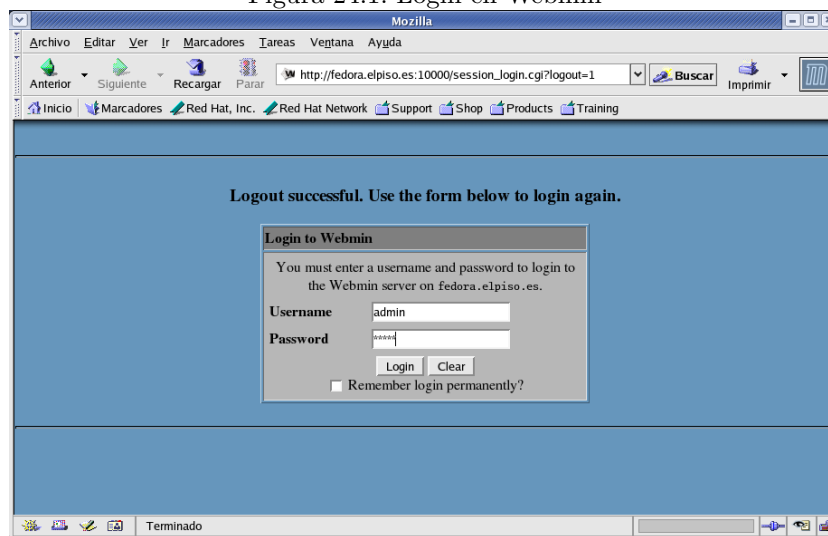 Figura 24.1: Login en Webmin
Mozilla
Archivo Editar Ver Ir Marcadores Tareas Ventana Ayuda
Anterior Siguiente Recargar Parar http://fedora.elpiso.es:10000/session_login.cgi?logout=1 Buscar Imprimir
Inicio Marcadores Red Hat, Inc. Red Hat Network Support Shop Products Training
Logout successful. Use the form below to login again.
Login to Webmin
You must enter a username and password to login to
the Webmin server on fedora.elpiso.es.
Username admin
Password *****
Login Clear
Remember login permanently?
Terminado